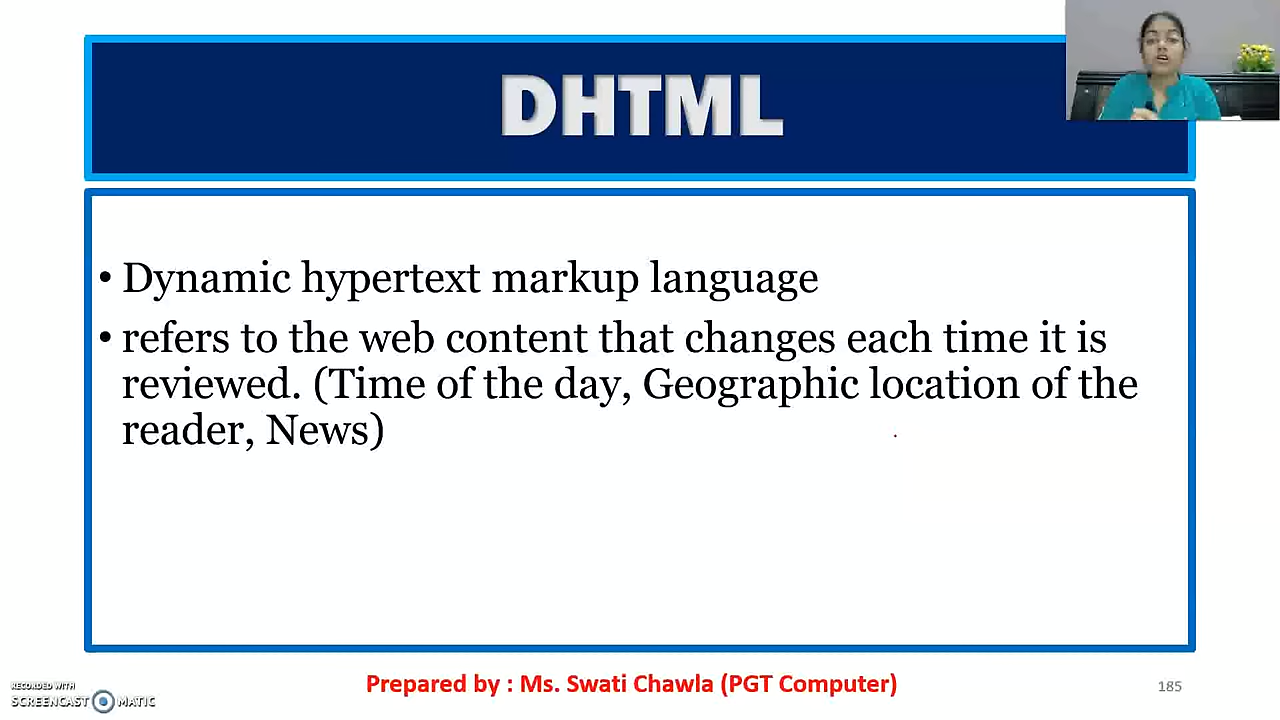 DHTML
• Dynamic hypertext markup language
• refers to the web content that changes each time it is
reviewed. (Time of the day, Geographic location of the
reader, News)
Prepared by : Ms. Swati Chawla (PGT Computer)
185
RECORDED WITH
SCREENCAST MATIC